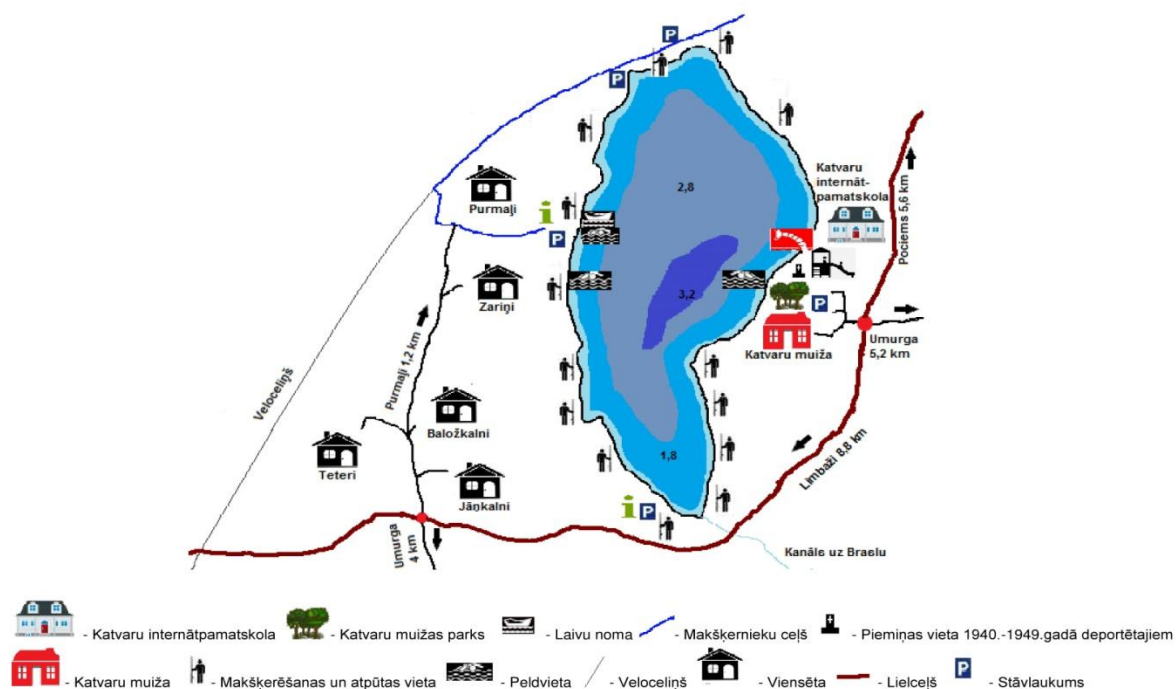 P
P
P
Katvaru
internāt-
pamatskola
2,8
Purmaļi
i
P
Pociems 5,6 km
Zariņi
3,2
P
Katvaru muiža
Umurga
5,2 km
Veloceliņš
Purmaļi 1,2 km
Baložkalni
Teteri
1,8
Limbaži 8,8 km
Jāņkalni
i P
Umurga
4 km
Kanāls uz Braslu
- Katvaru internātpamatskola - Katvaru muižas parks - Laivu noma - Makšķernieku ceļš - Piemiņas vieta 1940.-1949.gadā deportētajiem
- Katvaru muiža - Makšķerēšanas un atpūtas vieta - Peldvieta - Veloceliņš - Viensēta - Lielceļš P - Stāvlaukums